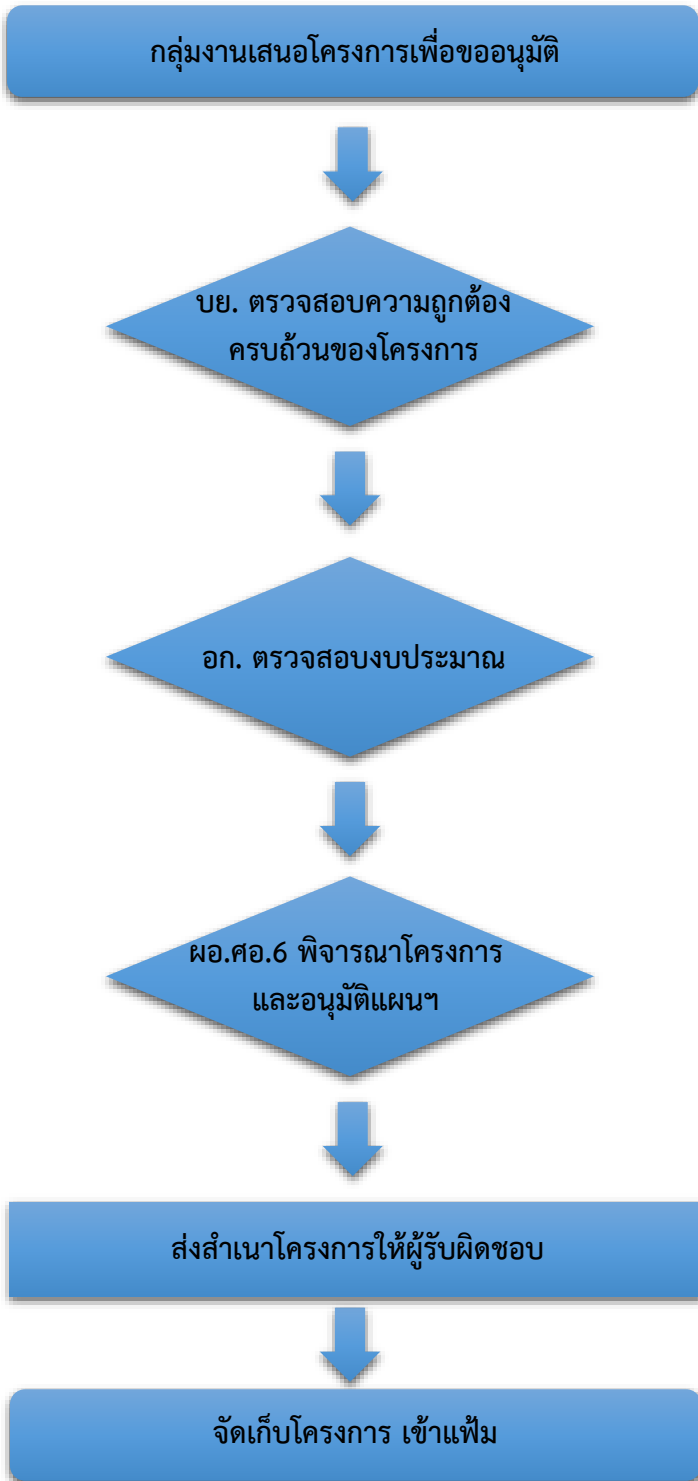 กลุ่มงานเสนอโครงการเพื่อขออนุมัติ
บย. ตรวจสอบความถูกต้อง
ครบถ้วนของโครงการ
อก. ตรวจสอบงบประมาณ
ผอ.ศอ.6 พิจารณาโครงการ
และอนุมัติแผนฯ
ส่งสำเนาโครงการให้ผู้รับผิดชอบ
จัดเก็บโครงการ เข้าแฟ้ม